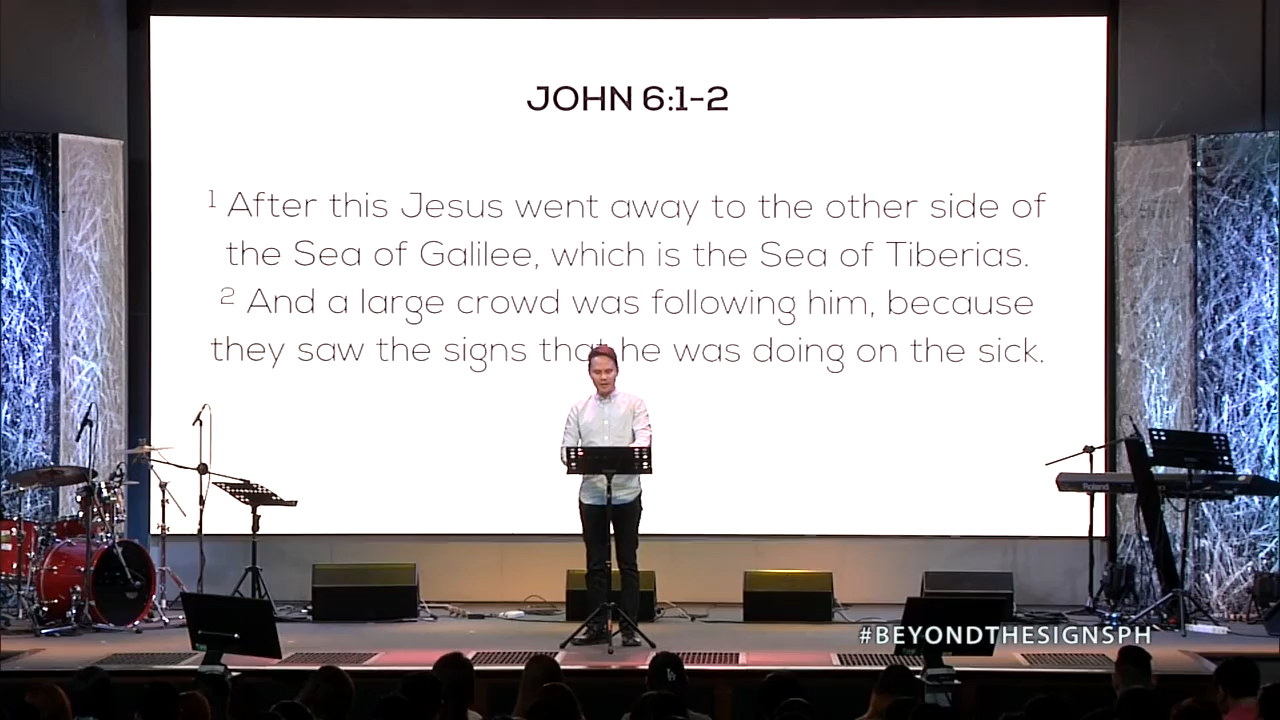 JOHN 6:1-2
1 After this Jesus went away to the other side of
the Sea of Galilee, which is the Sea of Tiberias.
2 And a large crowd was following him, because
they saw the signs that he was doing on the sick.
Roland
#BEYONDTHESIGNSPH